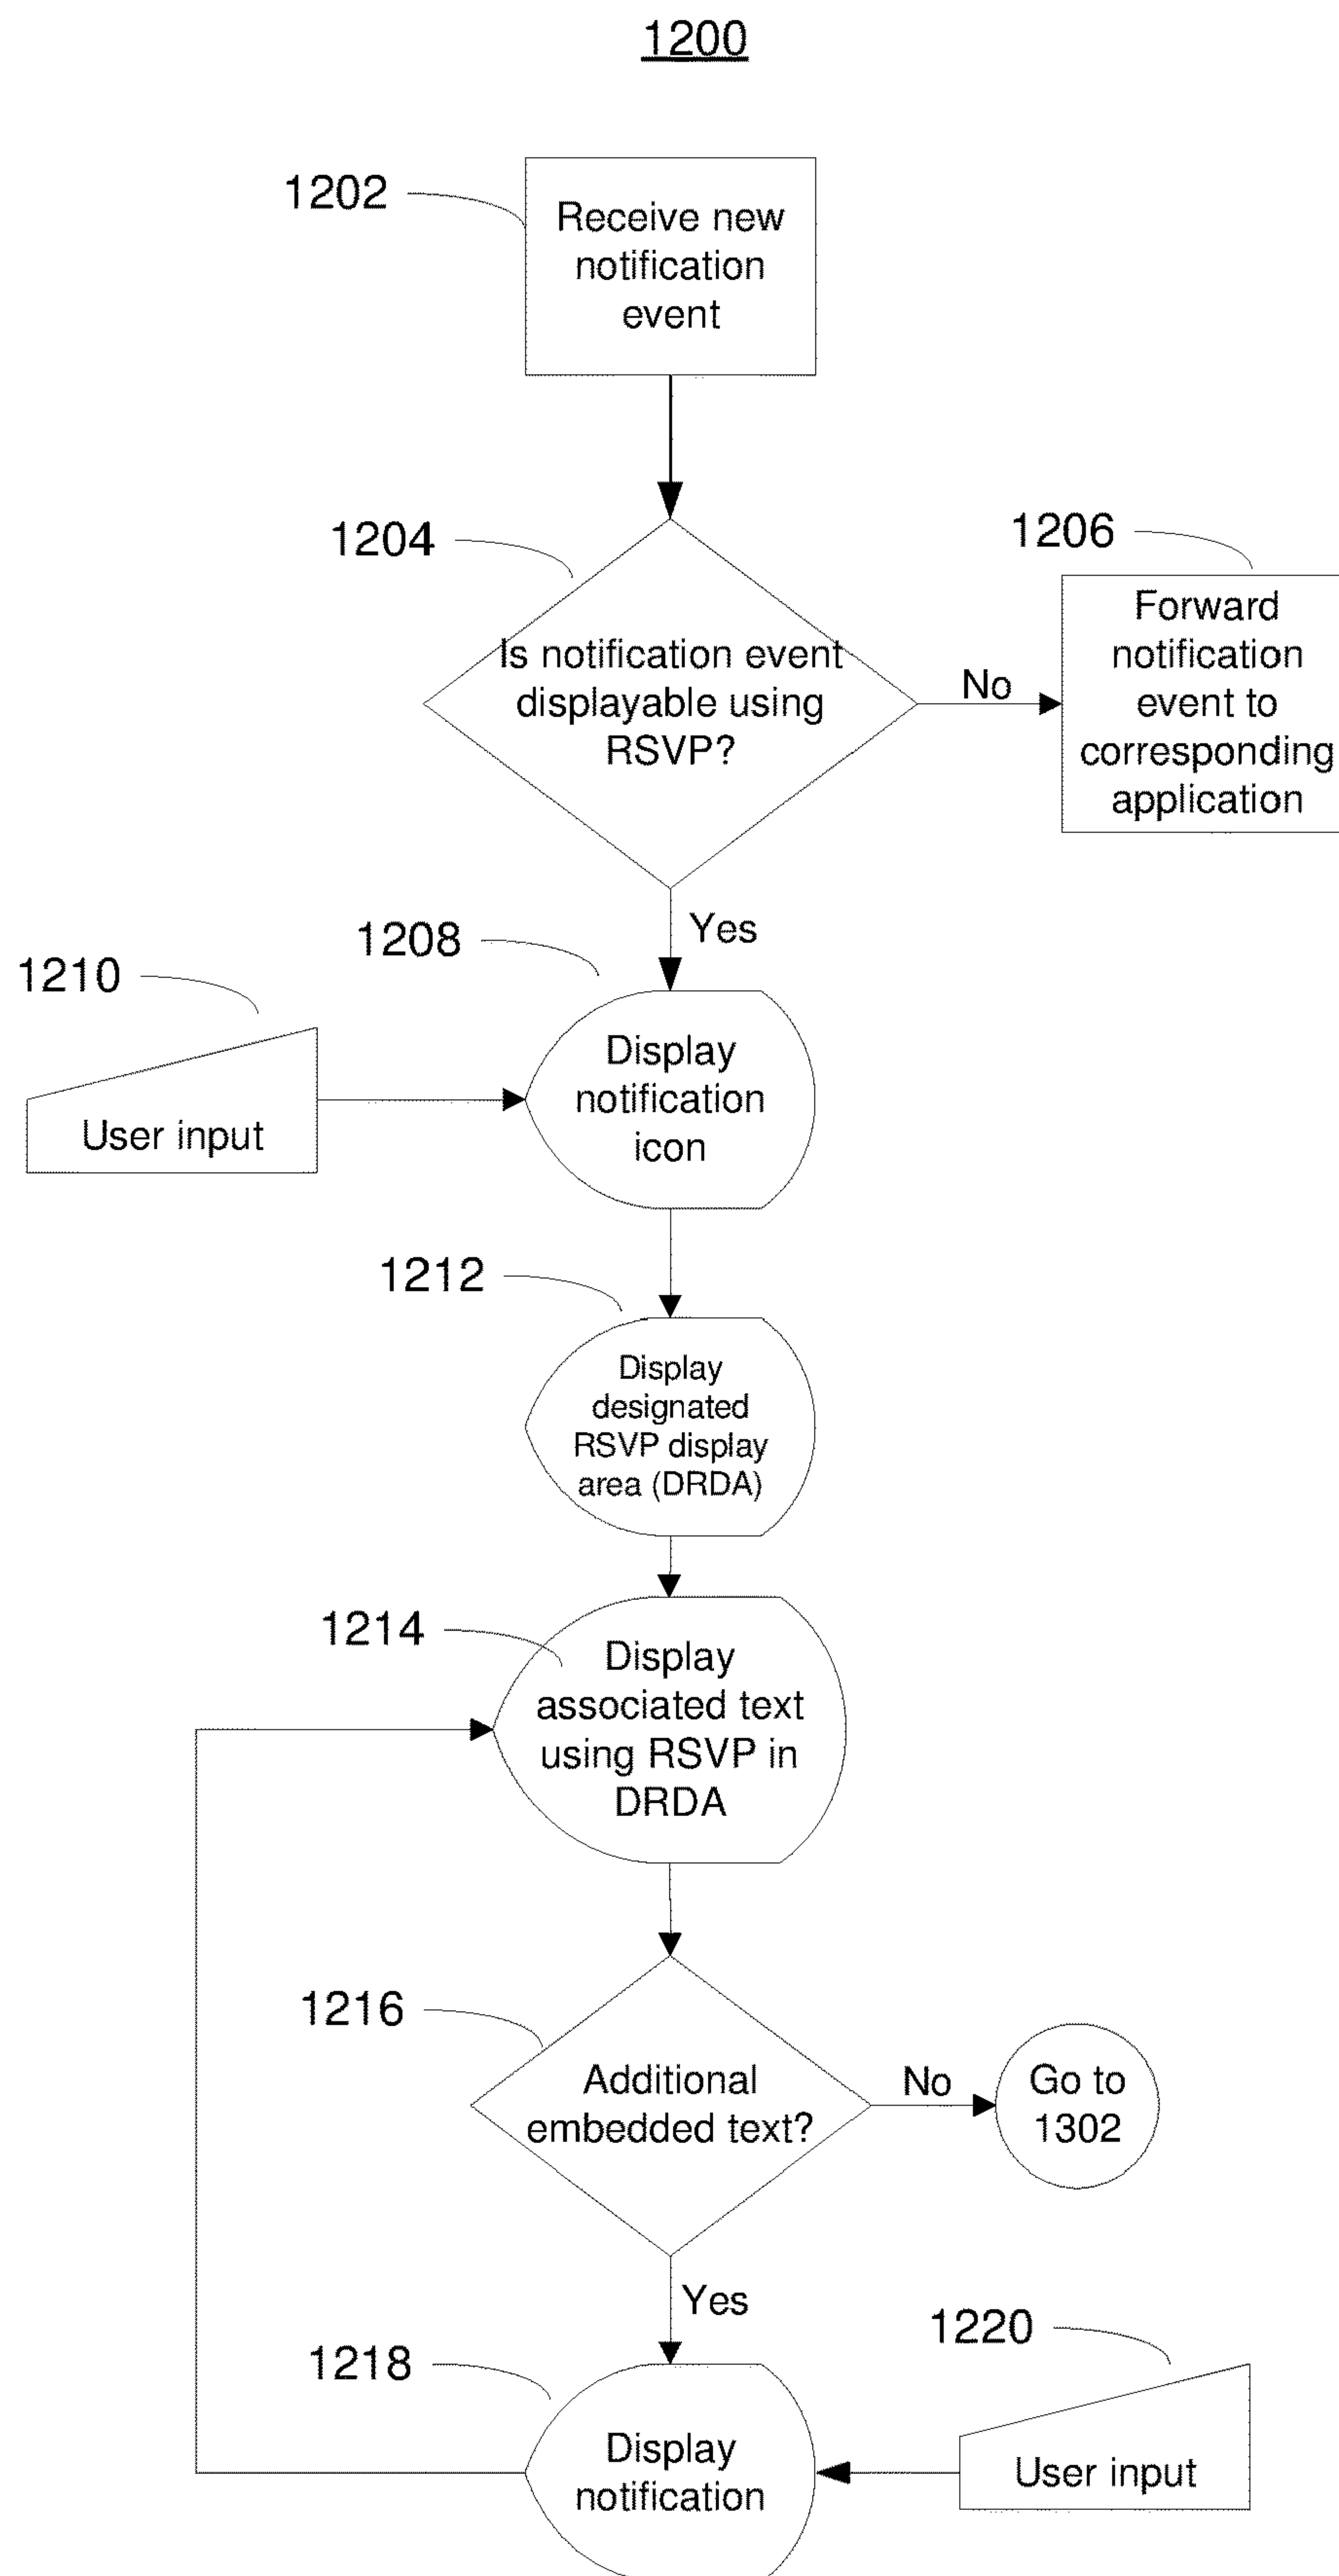 1200
1202
Receive new
notification
event
1204
Is notification event
displayable using
RSVP?
No
1206
Forward
notification
event to
corresponding
application
Yes
1208
Display
notification
icon
1210
User input
1212
Display
designated
RSVP display
area (DRDA)
1214
Display
associated text
using RSVP in
DRDA
1216
Additional
embedded text?
No
Go to
1302
Yes
1218
Display
notification
1220
User input